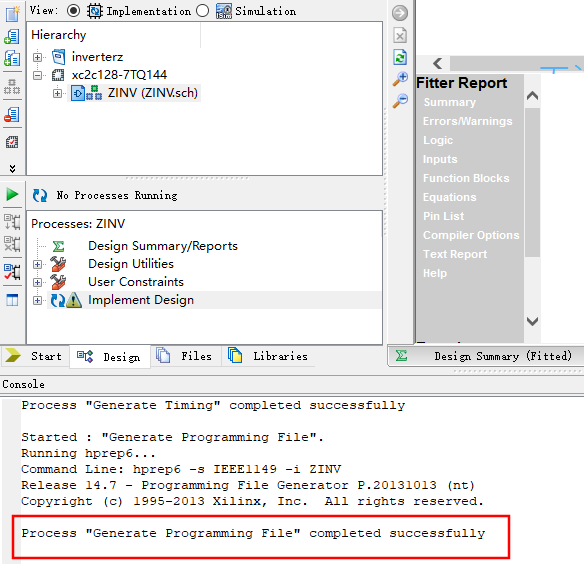 View: Implementation Simulation
Hierarchy
inverterz
xc2c128-7TQ144
ZINV (ZINV.sch)
No Processes Running
Processes: ZINV
Design Summary/Reports
Design Utilities
User Constraints
Implement Design
Start Design Files Libraries
Fitter Report
Summary
Errors/Warnings
Logic
Inputs
Function Blocks
Equations
Pin List
Compiler Options
Text Report
Help
Design Summary (Fitted)
Console
Process "Generate Timing" completed successfully
Started : "Generate Programming File".
Running hprep6...
Command Line: hprep6 -s IEEE1149 -i ZINV
Release 14.7 - Programming File Generator P.20131013 (nt)
Copyright (c) 1995-2013 Xilinx, Inc.  All rights reserved.
Process "Generate Programming File" completed successfully